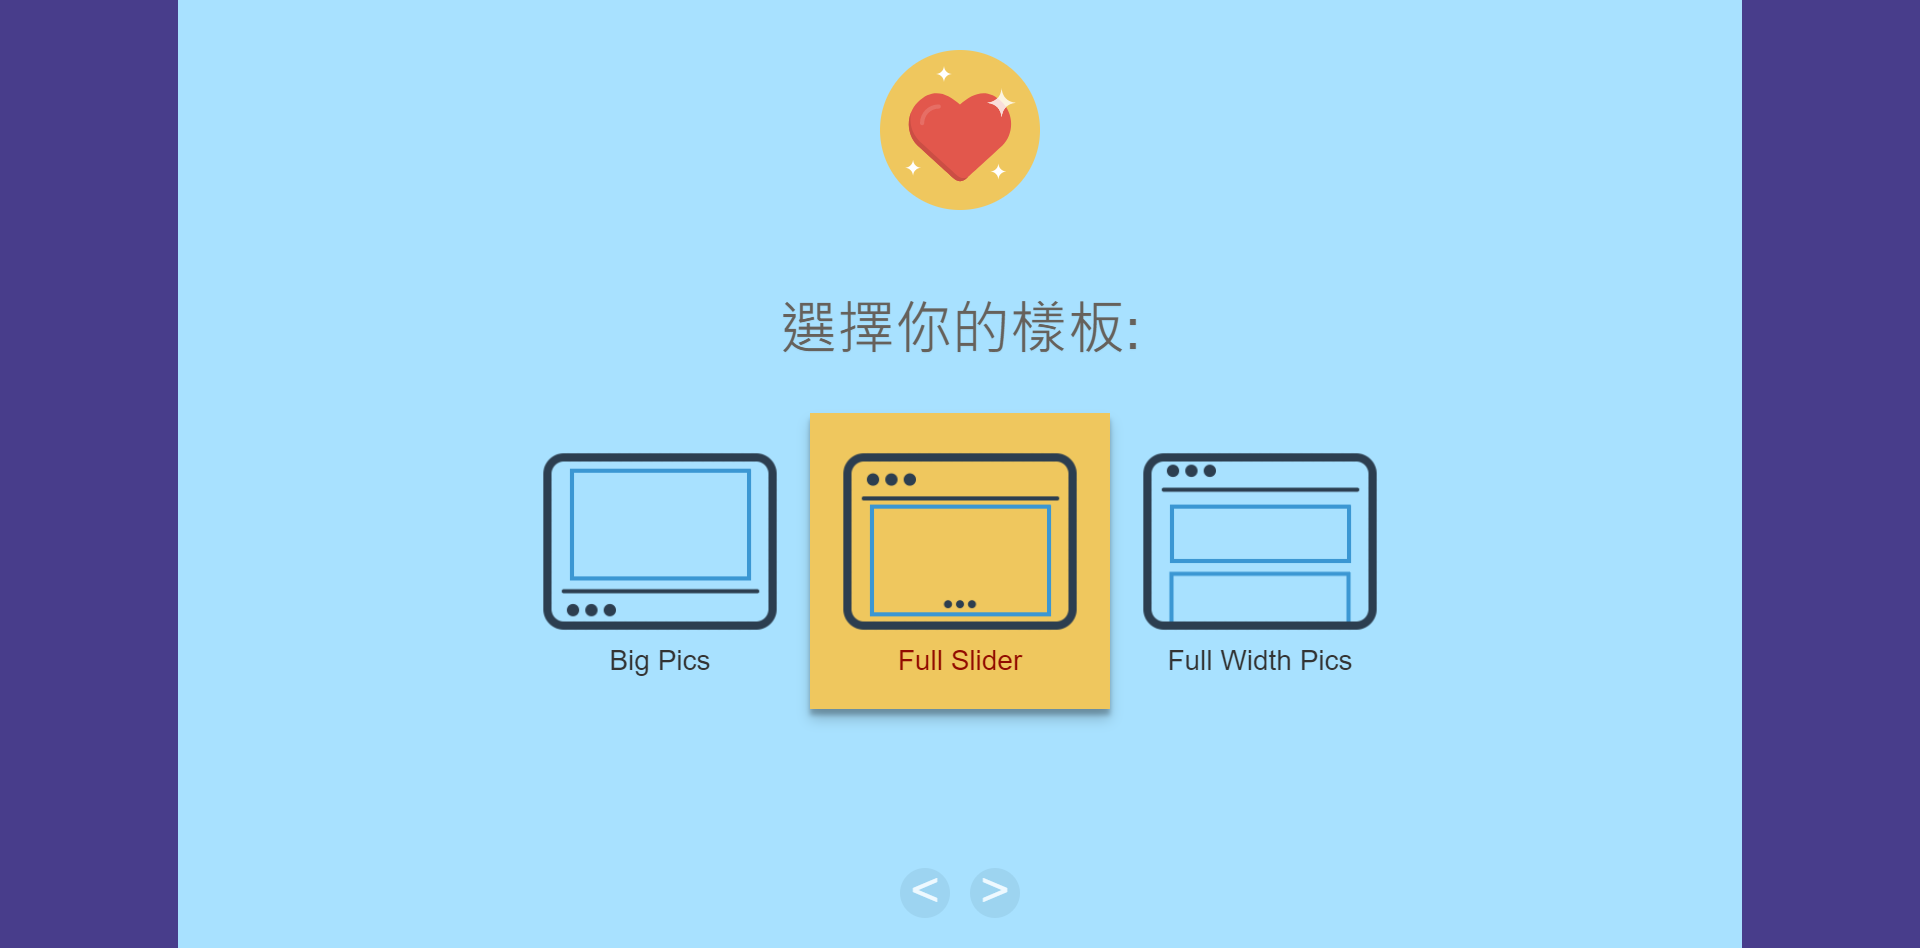 選擇你的樣板:
Big Pics
Full Slider
Full Width Pics
< >